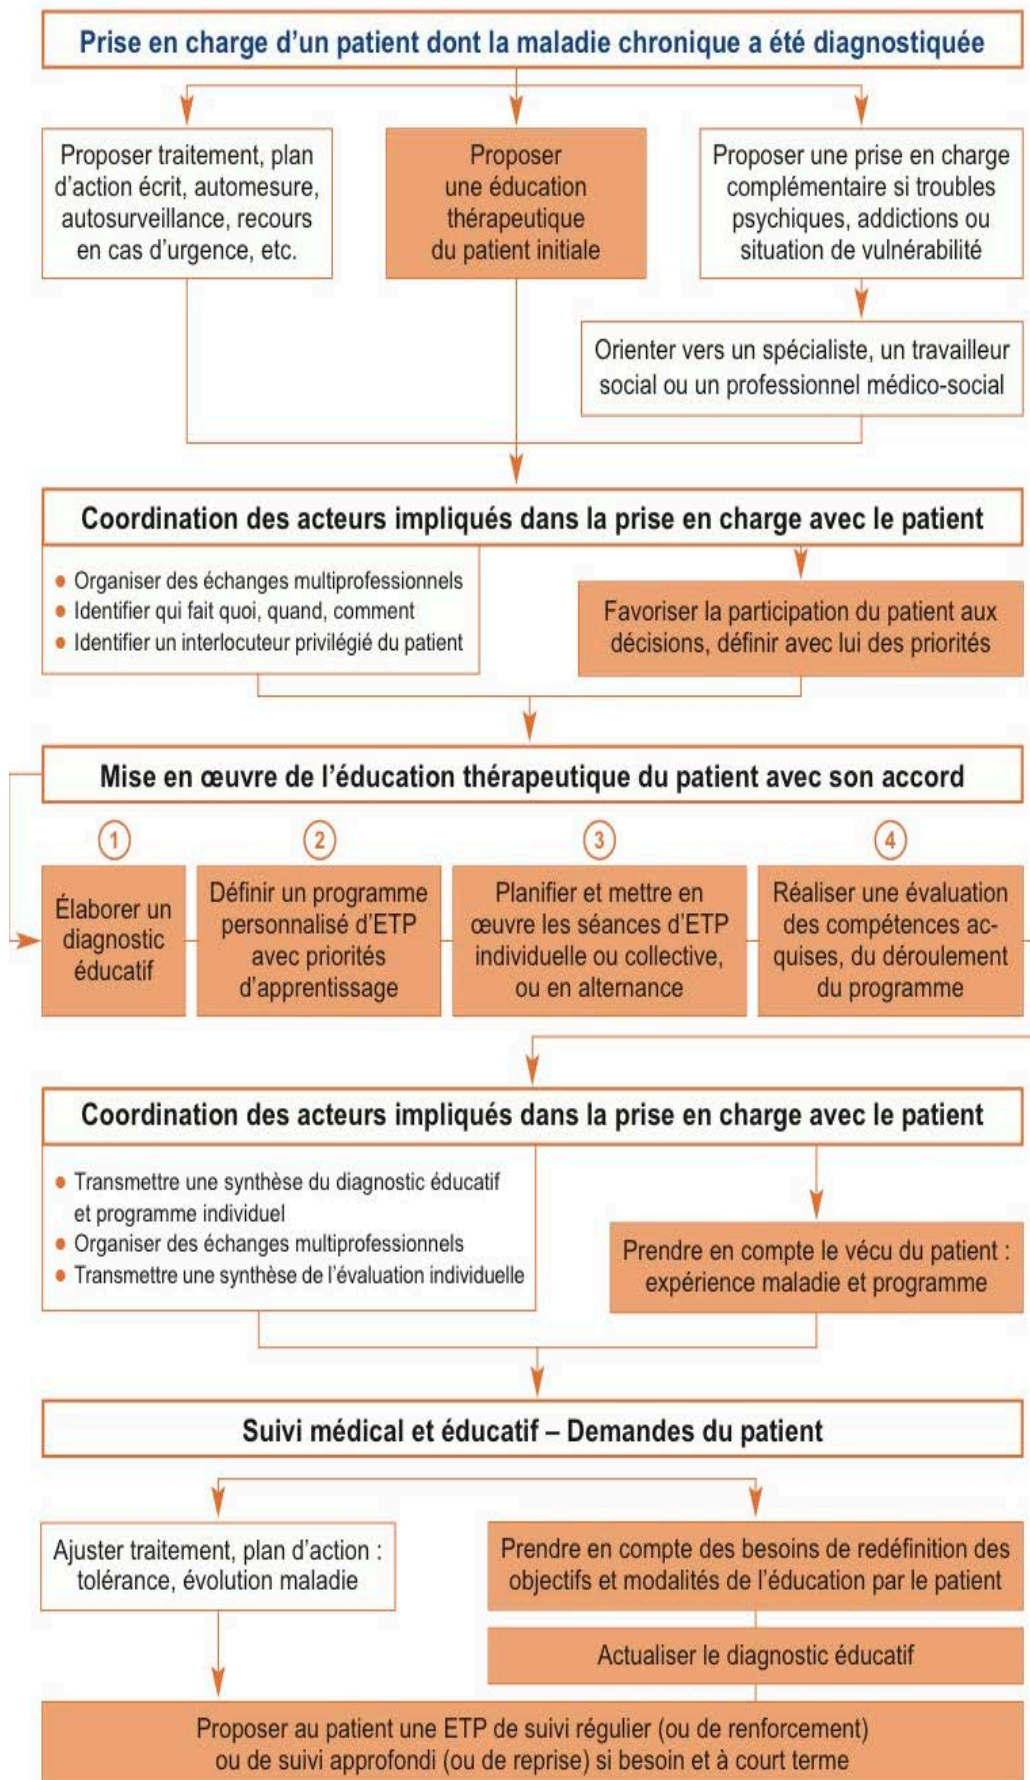 Prise en charge d’un patient dont la maladie chronique a été diagnostiquée
Proposer traitement, plan
d’action écrit, automesure,
autosurveillance, recours
en cas d’urgence, etc.
Proposer
une éducation
thérapeutique
du patient initiale
Proposer une prise en charge
complémentaire si troubles
psychiques, addictions ou
situation de vulnérabilité
Orienter vers un spécialiste, un travailleur
social ou un professionnel médico-social
Coordination des acteurs impliqués dans la prise en charge avec le patient
• Organiser des échanges multiprofessionnels
• Identifier qui fait quoi, quand, comment
• Identifier un interlocuteur privilégié du patient
Favoriser la participation du patient aux
décisions, définir avec lui des priorités
Mise en œuvre de l’éducation thérapeutique du patient avec son accord
1
Élaborer un
diagnostic
éducatif
2
Définir un programme
personnalisé d’ETP
avec priorités
d’apprentissage
3
Planifier et mettre en
œuvre les séances d’ETP
individuelle ou collective,
ou en alternance
4
Réaliser une évaluation
des compétences ac-
quises, du déroulement
du programme
Coordination des acteurs impliqués dans la prise en charge avec le patient
• Transmettre une synthèse du diagnostic éducatif
et programme individuel
• Organiser des échanges multiprofessionnels
• Transmettre une synthèse de l’évaluation individuelle
Prendre en compte le vécu du patient :
expérience maladie et programme
Suivi médical et éducatif – Demandes du patient
Ajuster traitement, plan d’action :
tolérance, évolution maladie
Prendre en compte des besoins de redéfinition des
objectifs et modalités de l’éducation par le patient
Actualiser le diagnostic éducatif
Proposer au patient une ETP de suivi régulier (ou de renforcement)
ou de suivi approfondi (ou de reprise) si besoin et à court terme